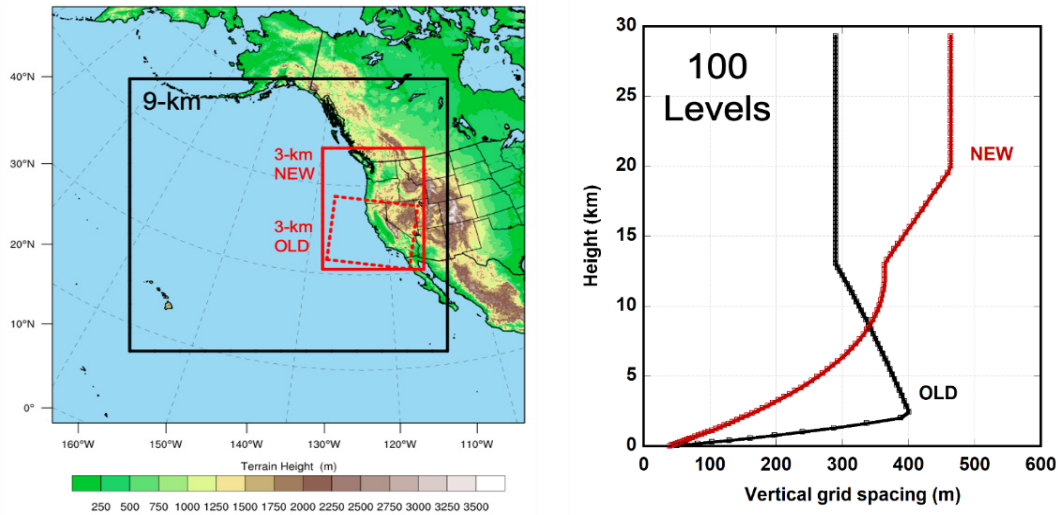 40°N
30°N
20°N
10°N
0°
9-km
3-km
NEW
3-km
OLD
160°W
150°W
140°W
130°W
120°W
110°W
Terrain Height (m)
250 500 750 1000 1250 1500 1750 2000 2250 2500 2750 3000 3250 3500
30
25
20
15
10
5
0
Height (km)
100
Levels
NEW
OLD
0 100 200 300 400 500 600
Vertical grid spacing (m)